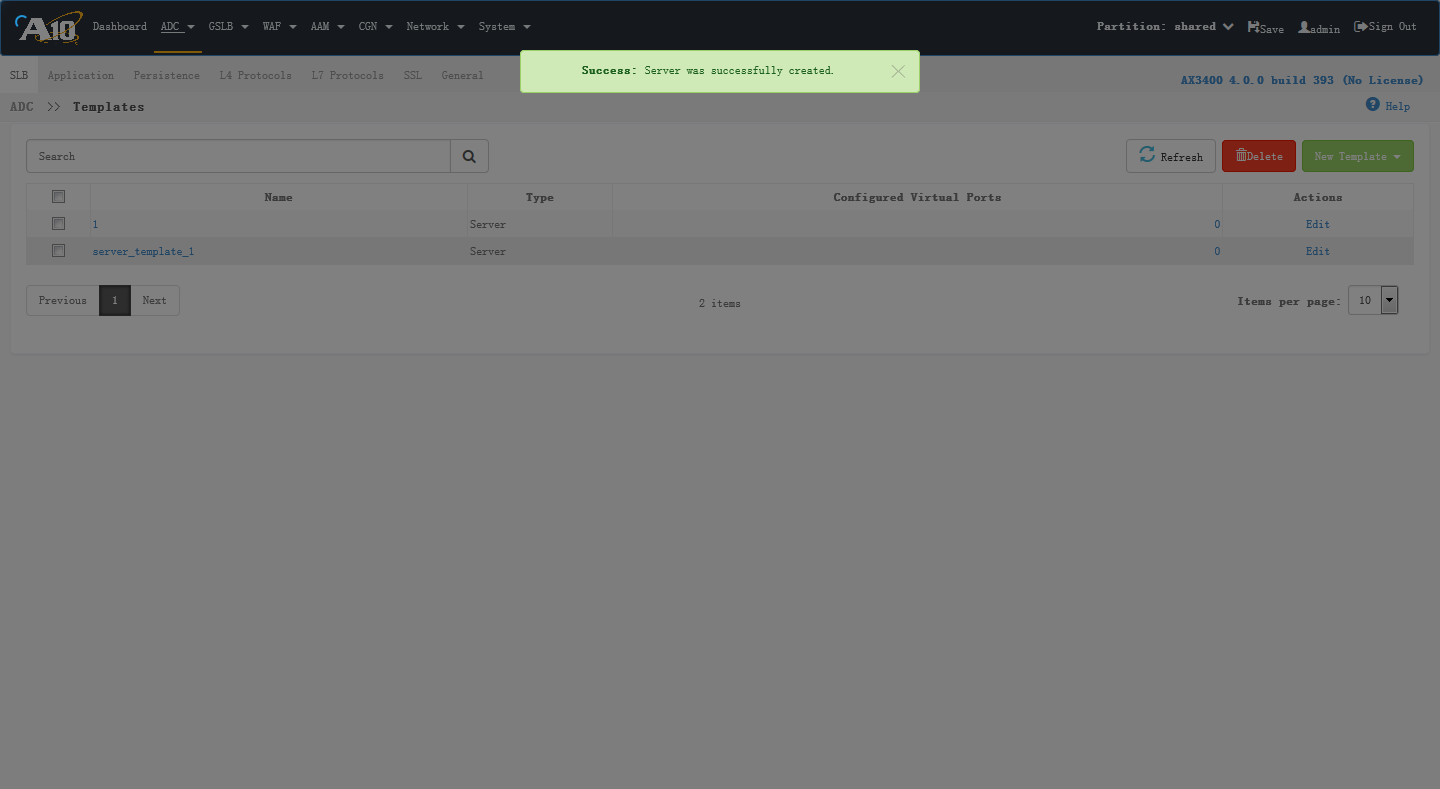 A10 Dashboard ADC GSLB WAF AAM CGN Network System Partition: shared Save admin Sign Out
Success: Server was successfully created.
SLB Application Persistence L4 Protocols L7 Protocols SSL General
AX3400 4.0.0 build 393 (No License)
ADC >> Templates Help
Search Refresh Delete New Template
Name Type Configured Virtual Ports Actions
1 Server 0 Edit
server_template_1 Server 0 Edit
Previous 1 Next 2 items Items per page: 10